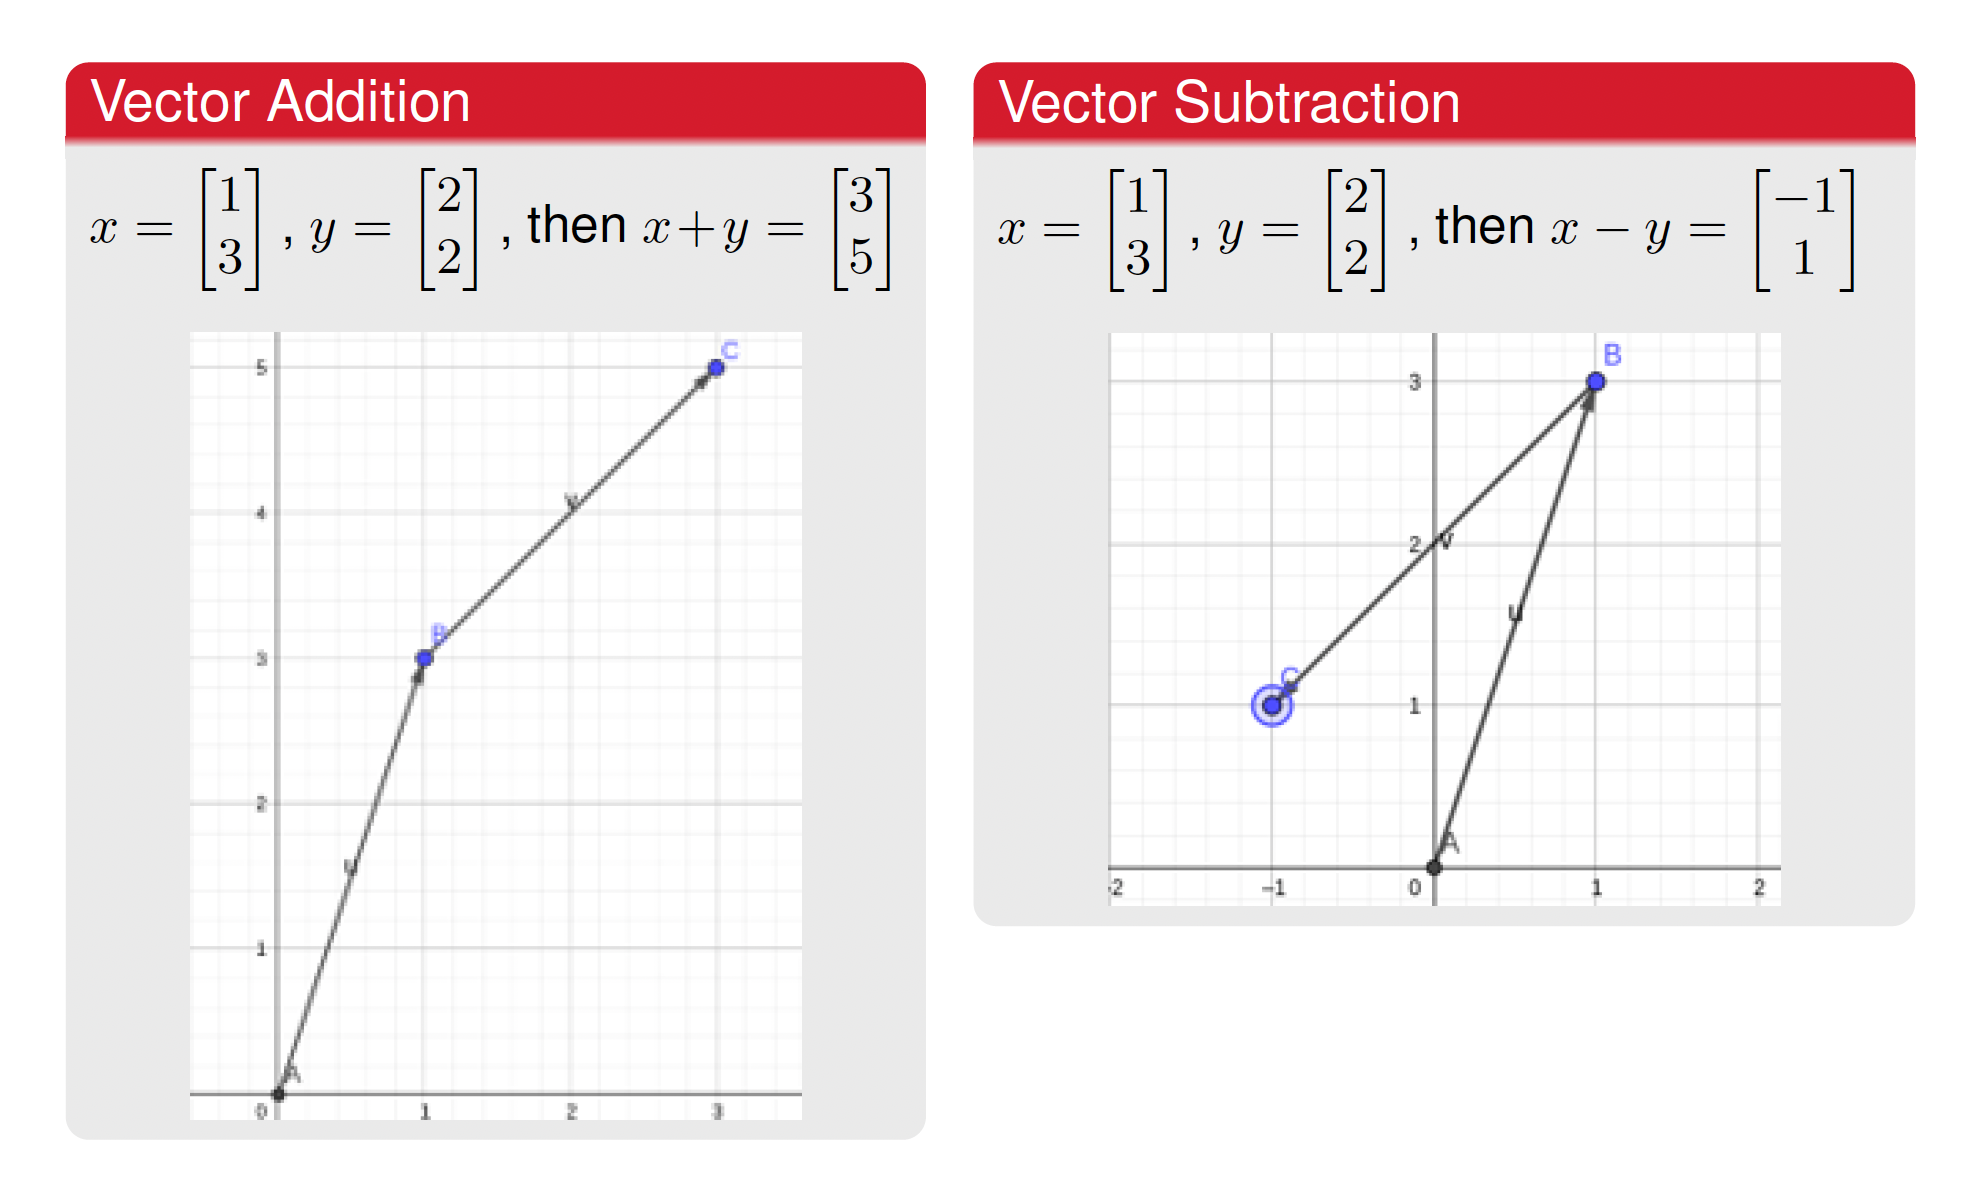 Vector Addition
x = [1 3], y = [2 2], then x+y = [3 5]
C
5
v
4
B
3
2
u
1
A
0 1 2 3
Vector Subtraction
x = [1 3], y = [2 2], then x − y = [−1 1]
B
3
2 v
u
C
1
A
-2 −1 0 1 2